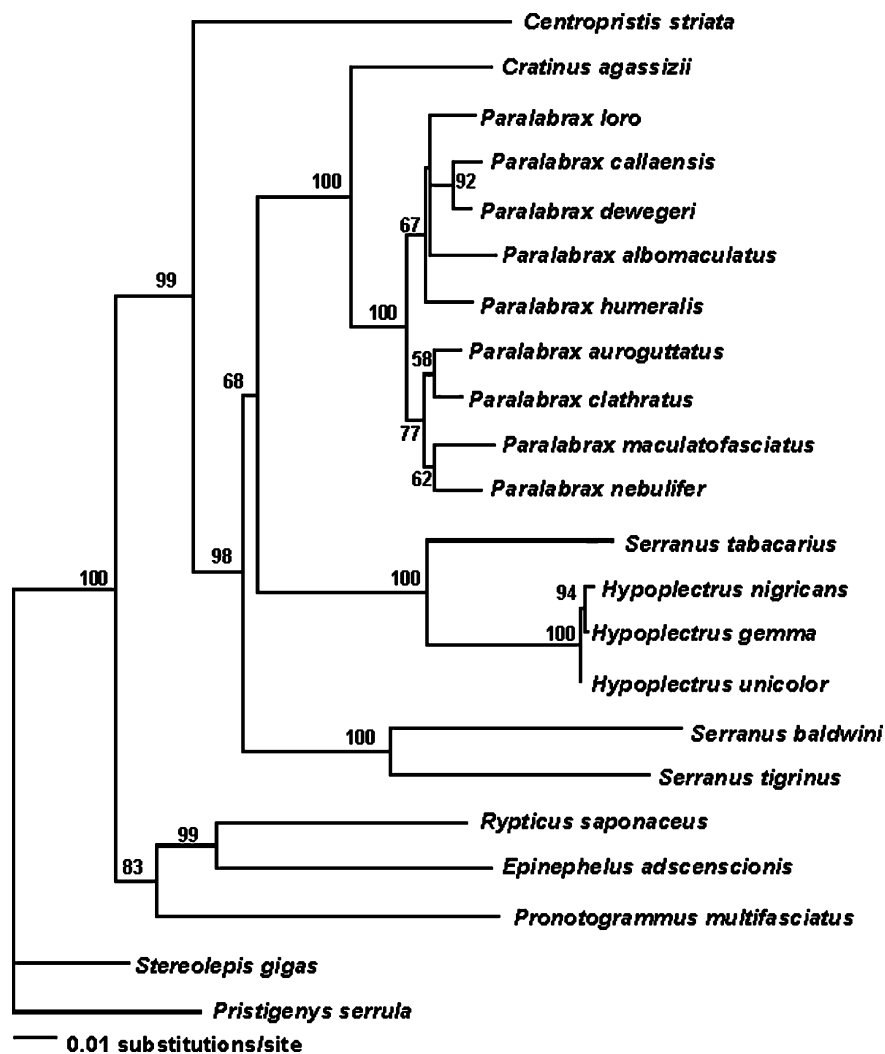 Centropristis striata
Cratinus agassizii
Paralabrax loro
100
Paralabrax callaensis
92
Paralabrax dewegeri
67
Paralabrax albomaculatus
99
Paralabrax humeralis
100
Paralabrax auroguttatus
58
68
Paralabrax clathratus
77
Paralabrax maculatofasciatus
62
Paralabrax nebulifer
Serranus tabacarius
98
100
100
Hypoplectrus nigricans
94
100
Hypoplectrus gemma
Hypoplectrus unicolor
100
Serranus baldwini
Serranus tigrinus
Rypticus saponaceus
99
83
Epinephelus adscenscionis
Pronotogrammus multifasciatus
Stereolepis gigas
Pristigenys serrula
0.01 substitutions/site